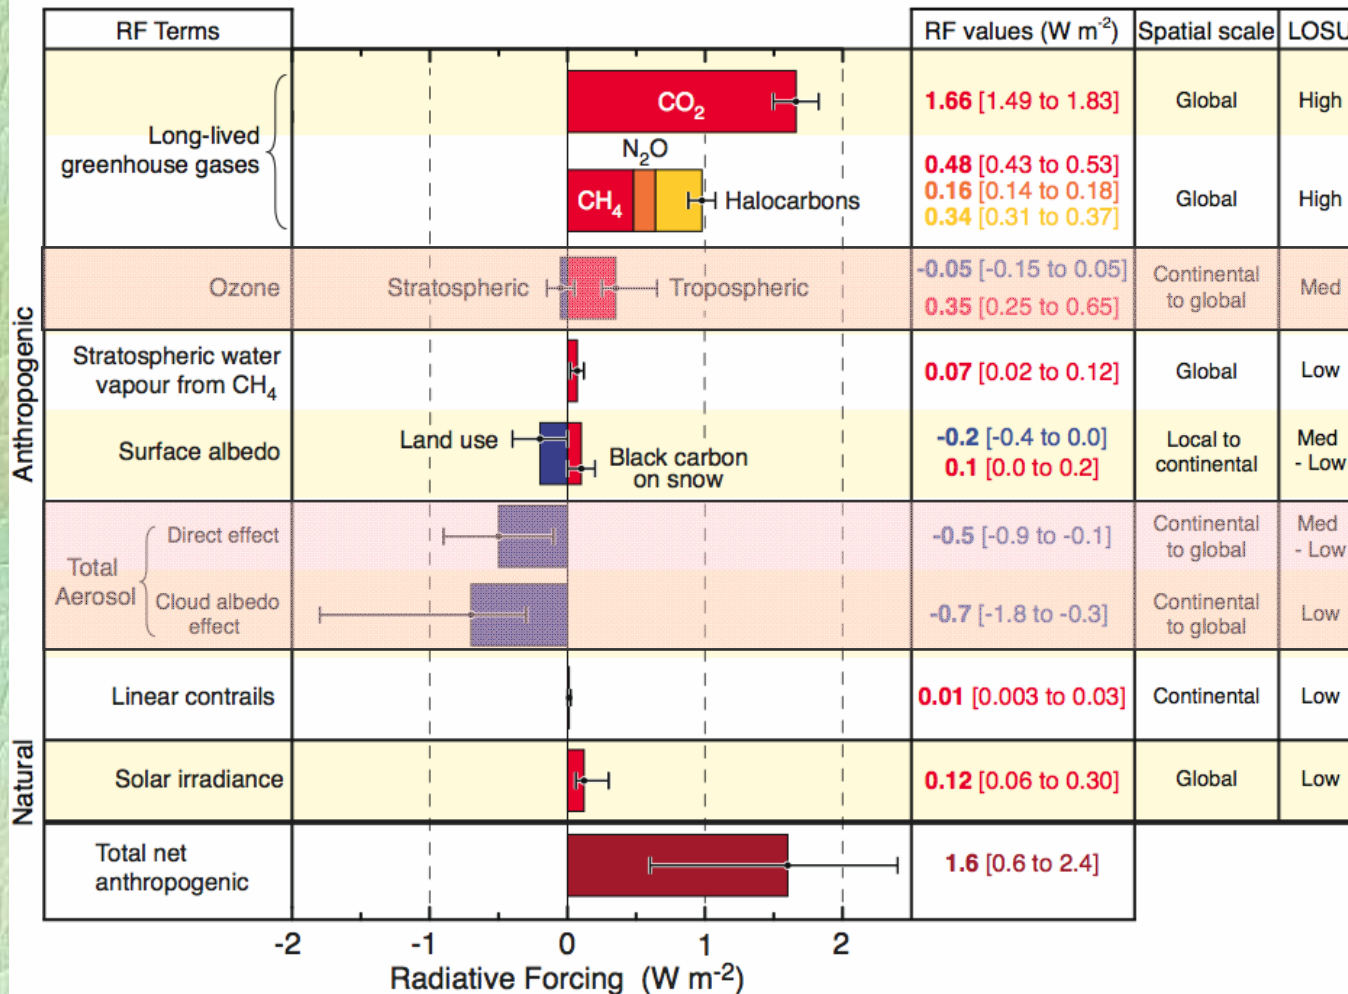 RF Terms
RF values (W m-2)
Spatial scale
LOSU
Anthropogenic
Long-lived
greenhouse gases
CO2
1.66 [1.49 to 1.83]
Global
High
N2O
CH4
Halocarbons
0.48 [0.43 to 0.53]
0.16 [0.14 to 0.18]
0.34 [0.31 to 0.37]
Global
High
Ozone
Stratospheric
Tropospheric
-0.05 [-0.15 to 0.05]
0.35 [0.25 to 0.65]
Continental
to global
Med
Stratospheric water
vapour from CH4
0.07 [0.02 to 0.12]
Global
Low
Surface albedo
Land use
Black carbon
on snow
-0.2 [-0.4 to 0.0]
0.1 [0.0 to 0.2]
Local to
continental
Med
- Low
Total
Aerosol
Direct effect
-0.5 [-0.9 to -0.1]
Continental
to global
Med
- Low
Cloud albedo
effect
-0.7 [-1.8 to -0.3]
Continental
to global
Low
Linear contrails
0.01 [0.003 to 0.03]
Continental
Low
Natural
Solar irradiance
0.12 [0.06 to 0.30]
Global
Low
Total net
anthropogenic
1.6 [0.6 to 2.4]
-2 -1 0 1 2
Radiative Forcing (W m-2)